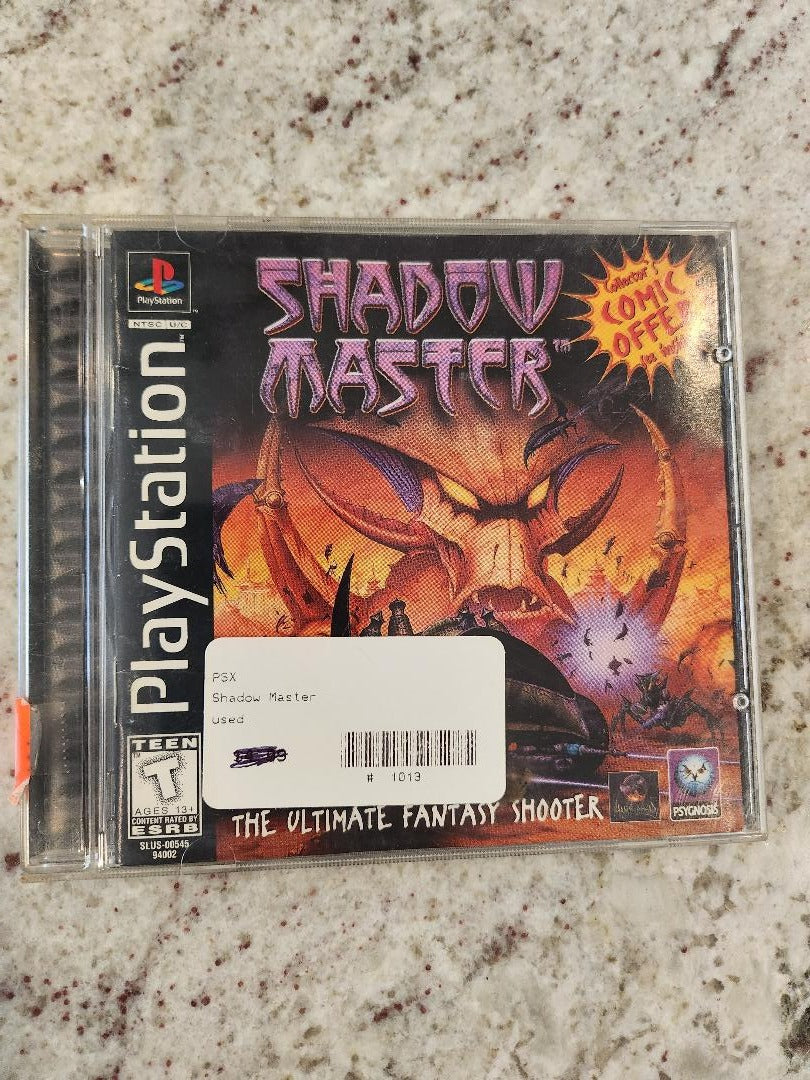 PlayStation
NTSC U/C
PlayStation
SHADOW
MASTER™
Collector's
COMIC
OFFER
PSX
Shadow Master
used
# 1013
TEEN
T
AGES 13+
CONTENT RATED BY
ESRB
SLUS-00545
94002
THE ULTIMATE FANTASY SHOOTER
PSYGNOSIS